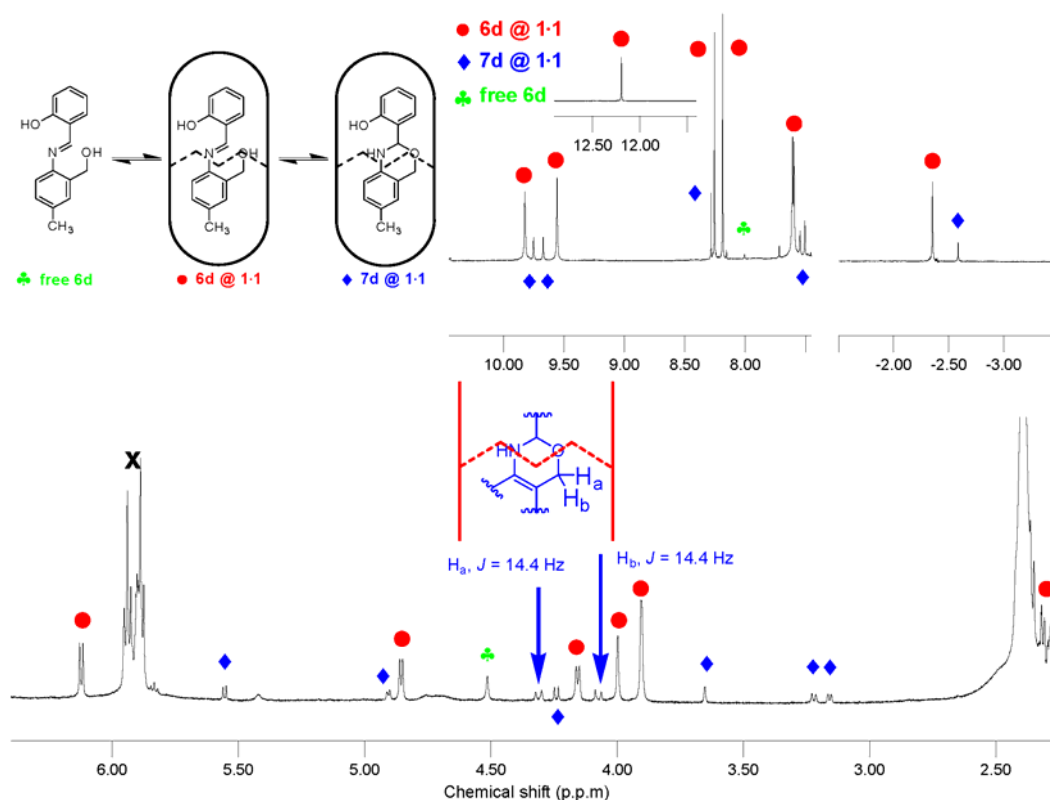 ● 6d @ 1·1
◆ 7d @ 1·1
♣ free 6d
HO
N
OH
CH₃
HO
N
OH
CH₃
HO
HN
O
CH₃
♣ free 6d
● 6d @ 1·1
◆ 7d @ 1·1
12.50 12.00
10.00 9.50 9.00 8.50 8.00
-2.00 -2.50 -3.00
HN
O
Hₐ
H_b
X
Hₐ, J = 14.4 Hz
H_b, J = 14.4 Hz
6.00 5.50 5.00 4.50 4.00 3.50 3.00 2.50
Chemical shift (p.p.m)